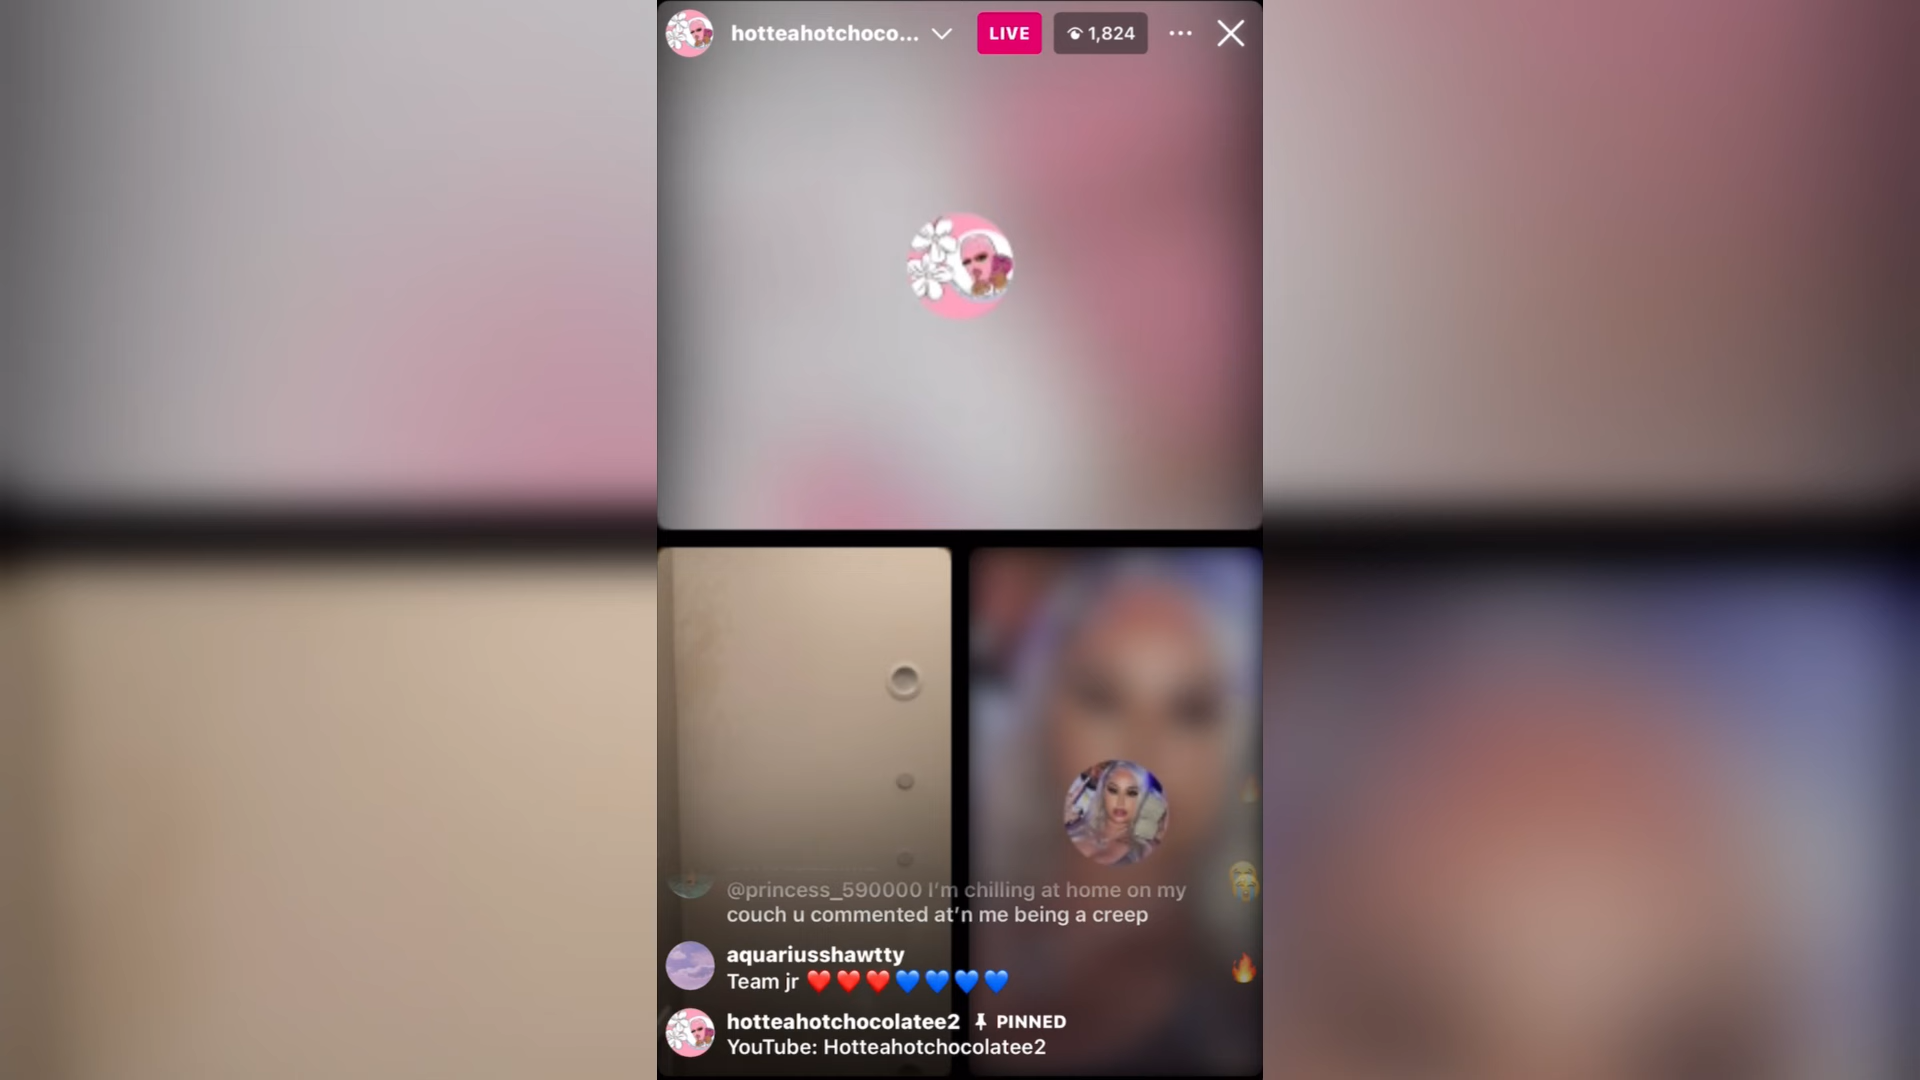 hotteahotchoco...
LIVE
1,824
@princess_590000 I’m chilling at home on my
couch u commented at’n me being a creep
aquariusshawtty
Team jr ❤️❤️❤️💙💙💙💙
hotteahotchocolatee2 📌 PINNED
YouTube: Hotteahotchocolatee2